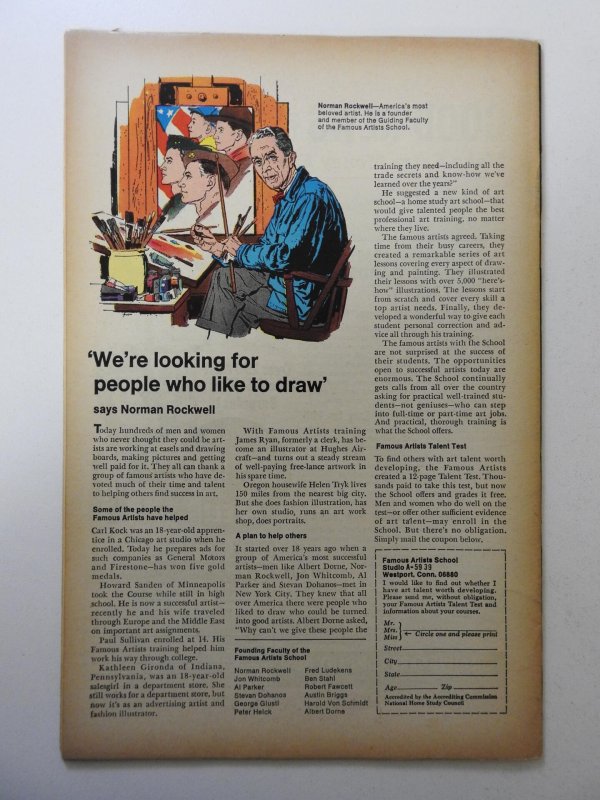 Norman Rockwell—America's most
beloved artist. He is a founder
and member of the Guiding Faculty
of the Famous Artists School.
'We're looking for
people who like to draw'
says Norman Rockwell
Today hundreds of men and women
who never thought they could be art-
ists are working at easels and drawing
boards, making pictures and getting
well paid for it. They all can thank a
group of famous artists who have de-
voted much of their time and talent
to helping others find success in art.
Some of the people the
Famous Artists have helped
Carl Kock was an 18-year-old appren-
tice in a Chicago art studio when he
enrolled. Today he prepares ads for
such companies as General Motors
and Firestone—has won five gold
medals.
Howard Sanden of Minneapolis
took the Course while still in high
school. He is now a successful artist—
recently he and his wife traveled
through Europe and the Middle East
on important art assignments.
Paul Sullivan enrolled at 14. His
Famous Artists training helped him
work his way through college.
Kathleen Gironda of Indiana,
Pennsylvania, was an 18-year-old
salesgirl in a department store. She
still works for a department store, but
now it's as an advertising artist and
fashion illustrator.
With Famous Artists training
James Ryan, formerly a clerk, has be-
come an illustrator at Hughes Air-
craft—and turns out a steady stream
of well-paying free-lance artwork in
his spare time.
Oregon housewife Helen Tryk lives
150 miles from the nearest big city.
But she does fashion illustration, has
her own studio, runs an art work
shop, does portraits.
A plan to help others
It started over 18 years ago when a
group of America's most successful
artists—men like Albert Dorne, Nor-
man Rockwell, Jon Whitcomb, Al
Parker and Stevan Dohanos—met in
New York City. They knew that all
over America there were people who
liked to draw who could be turned
into good artists. Albert Dorne asked,
"Why can't we give these people the
Founding Faculty of the
Famous Artists School
Norman Rockwell
Jon Whitcomb
Al Parker
Stevan Dohanos
George Giusti
Peter Helck
Fred Ludekens
Ben Stahl
Robert Fawcett
Austin Briggs
Harold Von Schmidt
Albert Dorne
training they need—including all the
trade secrets and know-how we've
learned over the years?"
He suggested a new kind of art
school—a home study art school—that
would give talented people the best
professional art training, no matter
where they live.
The famous artists agreed. Taking
time from their busy careers, they
created a remarkable series of art
lessons covering every aspect of draw-
ing and painting. They illustrated
their lessons with over 5,000 "here's-
how" illustrations. The lessons start
from scratch and cover every skill a
top artist needs. Finally, they de-
veloped a wonderful way to give each
student personal correction and ad-
vice all through his training.
The famous artists with the School
are not surprised at the success of
their students. The opportunities
open to successful artists today are
enormous. The School continually
gets calls from all over the country
asking for practical well-trained stu-
dents—not geniuses—who can step
into full-time or part-time art jobs.
And practical, thorough training is
what the School offers.
Famous Artists Talent Test
To find others with art talent worth
developing, the Famous Artists
created a 12-page Talent Test. Thou-
sands paid to take this test, but now
the School offers and grades it free.
Men and women who do well on the
test—or offer other sufficient evidence
of art talent—may enroll in the
School. But there's no obligation.
Simply mail the coupon below.
Famous Artists School
Studio A-5939
Westport, Conn. 06880
I would like to find out whether I
have art talent worth developing.
Please send me, without obligation,
your Famous Artists Talent Test and
information about your courses.
Mr.
Mrs.
Miss
← Circle one and please print
Street
City
State
Age Zip
Accredited by the Accrediting Commission
National Home Study Council